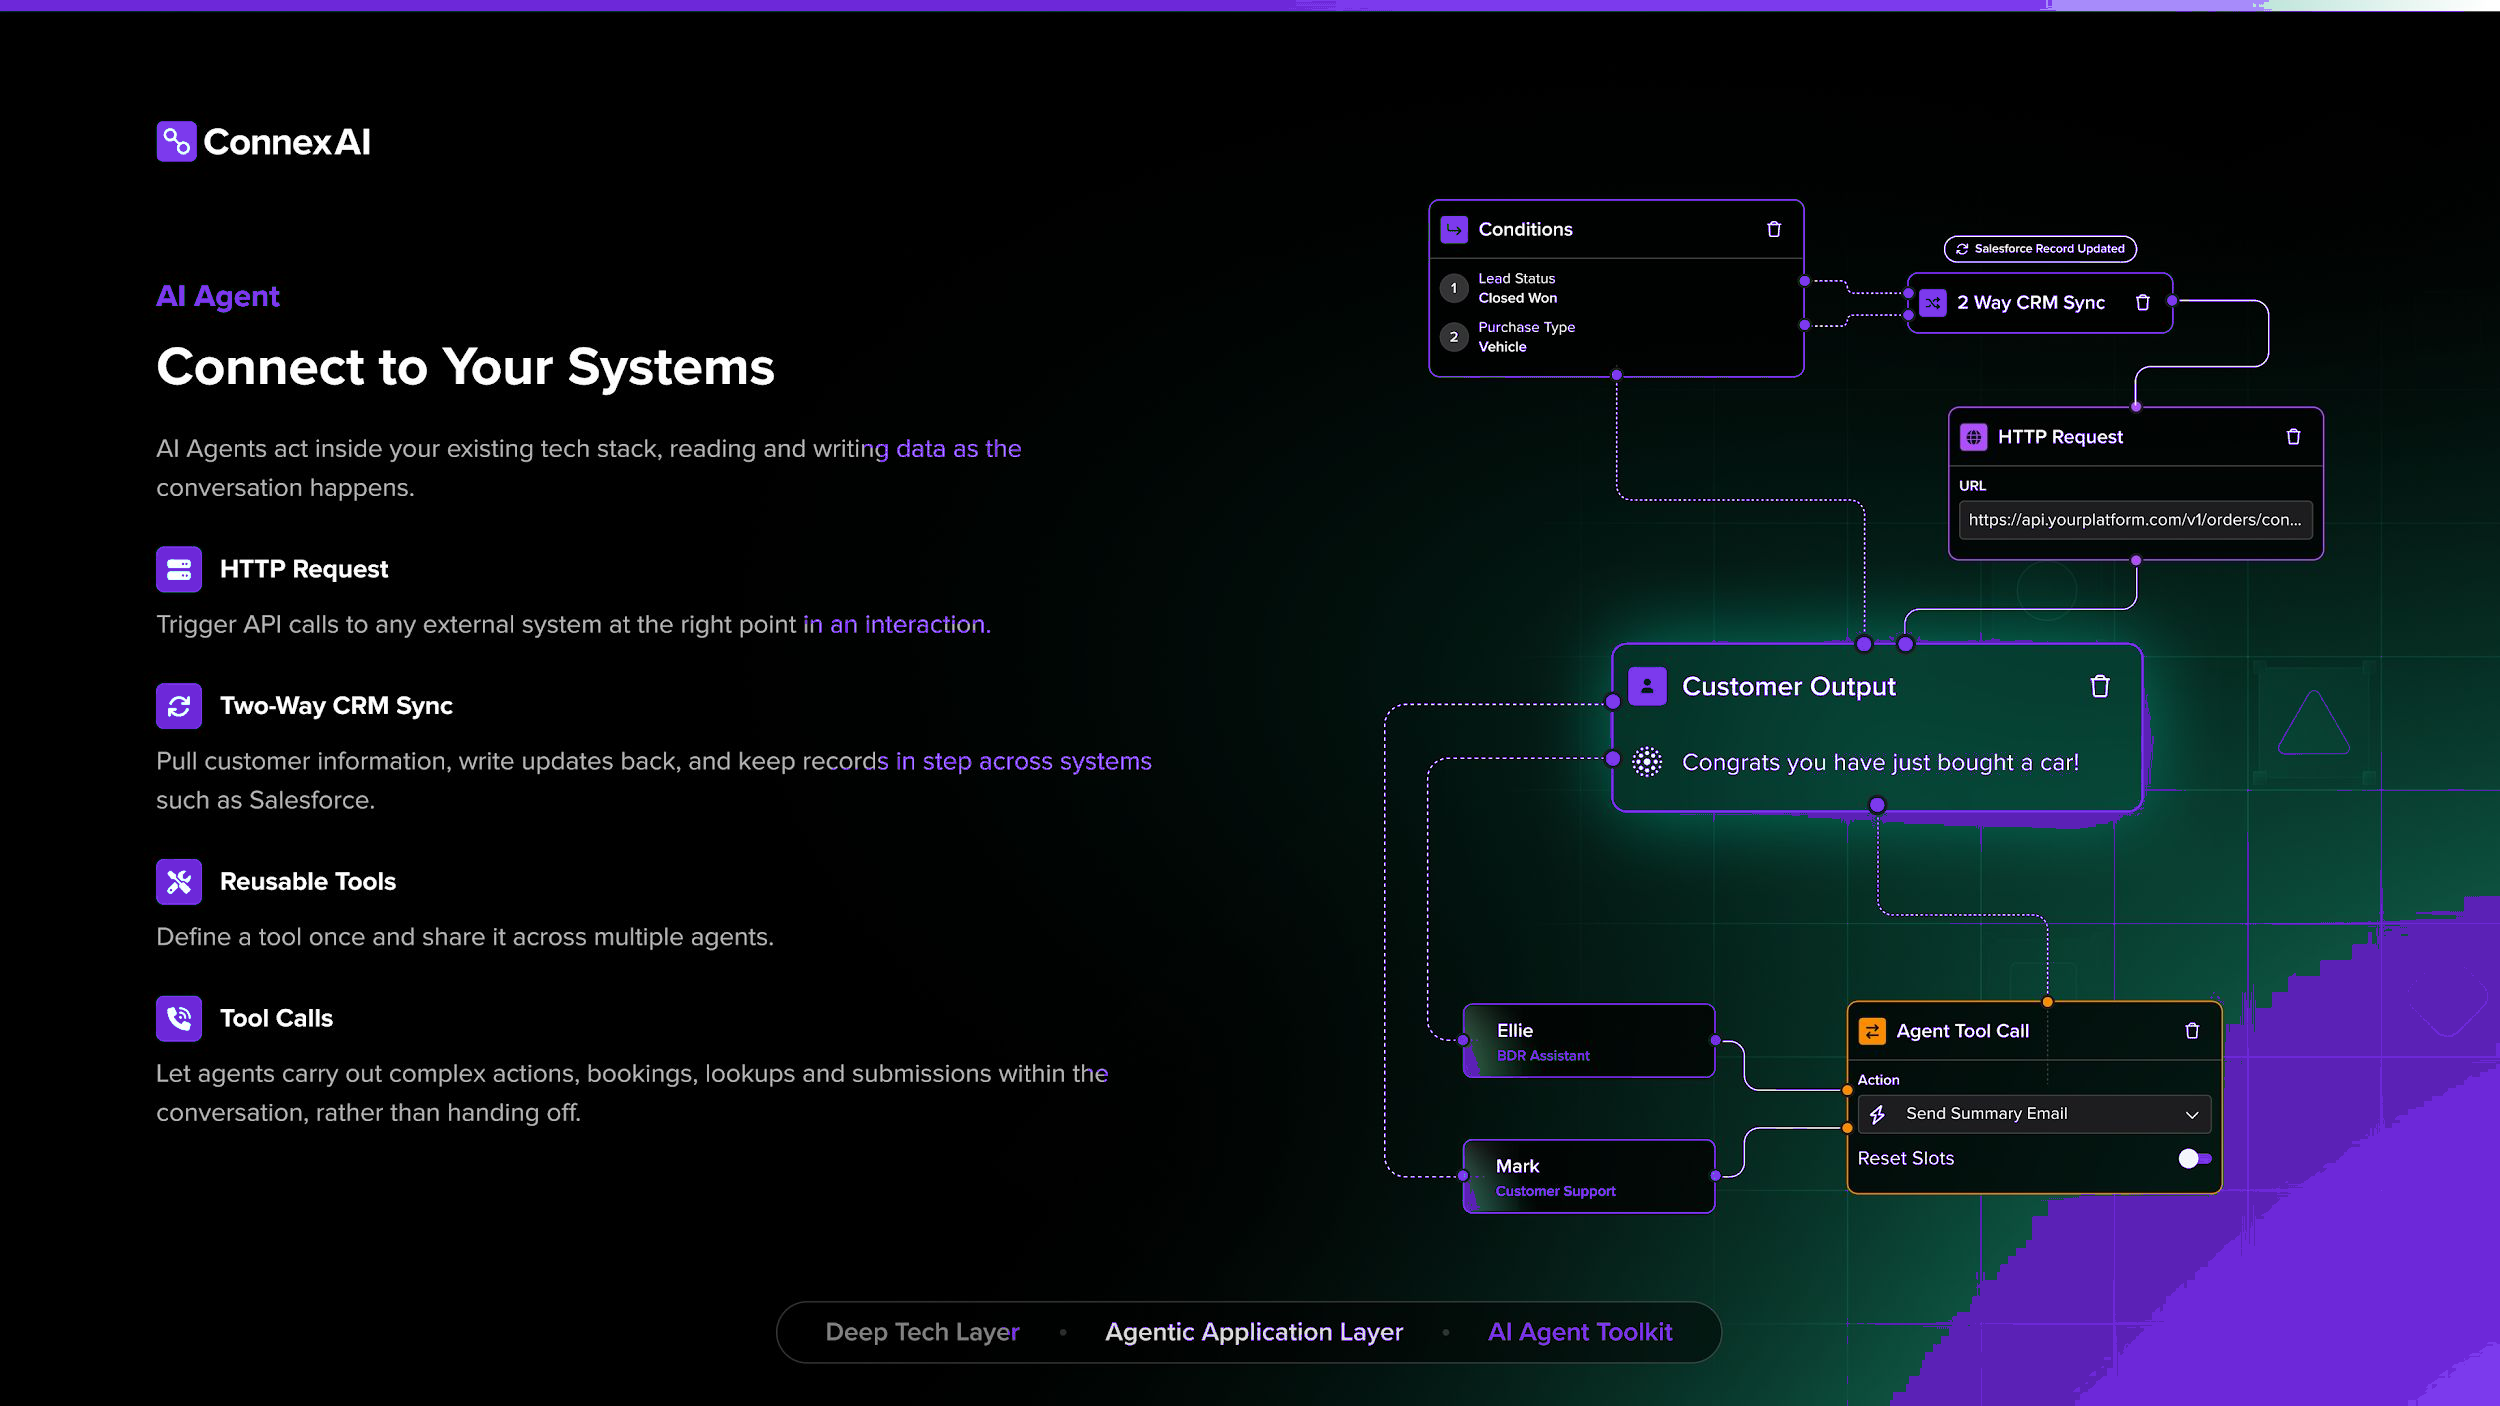 ConnexAI
AI Agent
Connect to Your Systems
AI Agents act inside your existing tech stack, reading and writing data as the
conversation happens.
HTTP Request
Trigger API calls to any external system at the right point in an interaction.
Two-Way CRM Sync
Pull customer information, write updates back, and keep records in step across systems
such as Salesforce.
Reusable Tools
Define a tool once and share it across multiple agents.
Tool Calls
Let agents carry out complex actions, bookings, lookups and submissions within the
conversation, rather than handing off.
Conditions
1
Lead Status
Closed Won
2
Purchase Type
Vehicle
Salesforce Record Updated
2 Way CRM Sync
HTTP Request
URL
https://api.yourplatform.com/v1/orders/con...
Customer Output
Congrats you have just bought a car!
Ellie
BDR Assistant
Mark
Customer Support
Agent Tool Call
Action
Send Summary Email
Reset Slots
Deep Tech Layer • Agentic Application Layer • AI Agent Toolkit